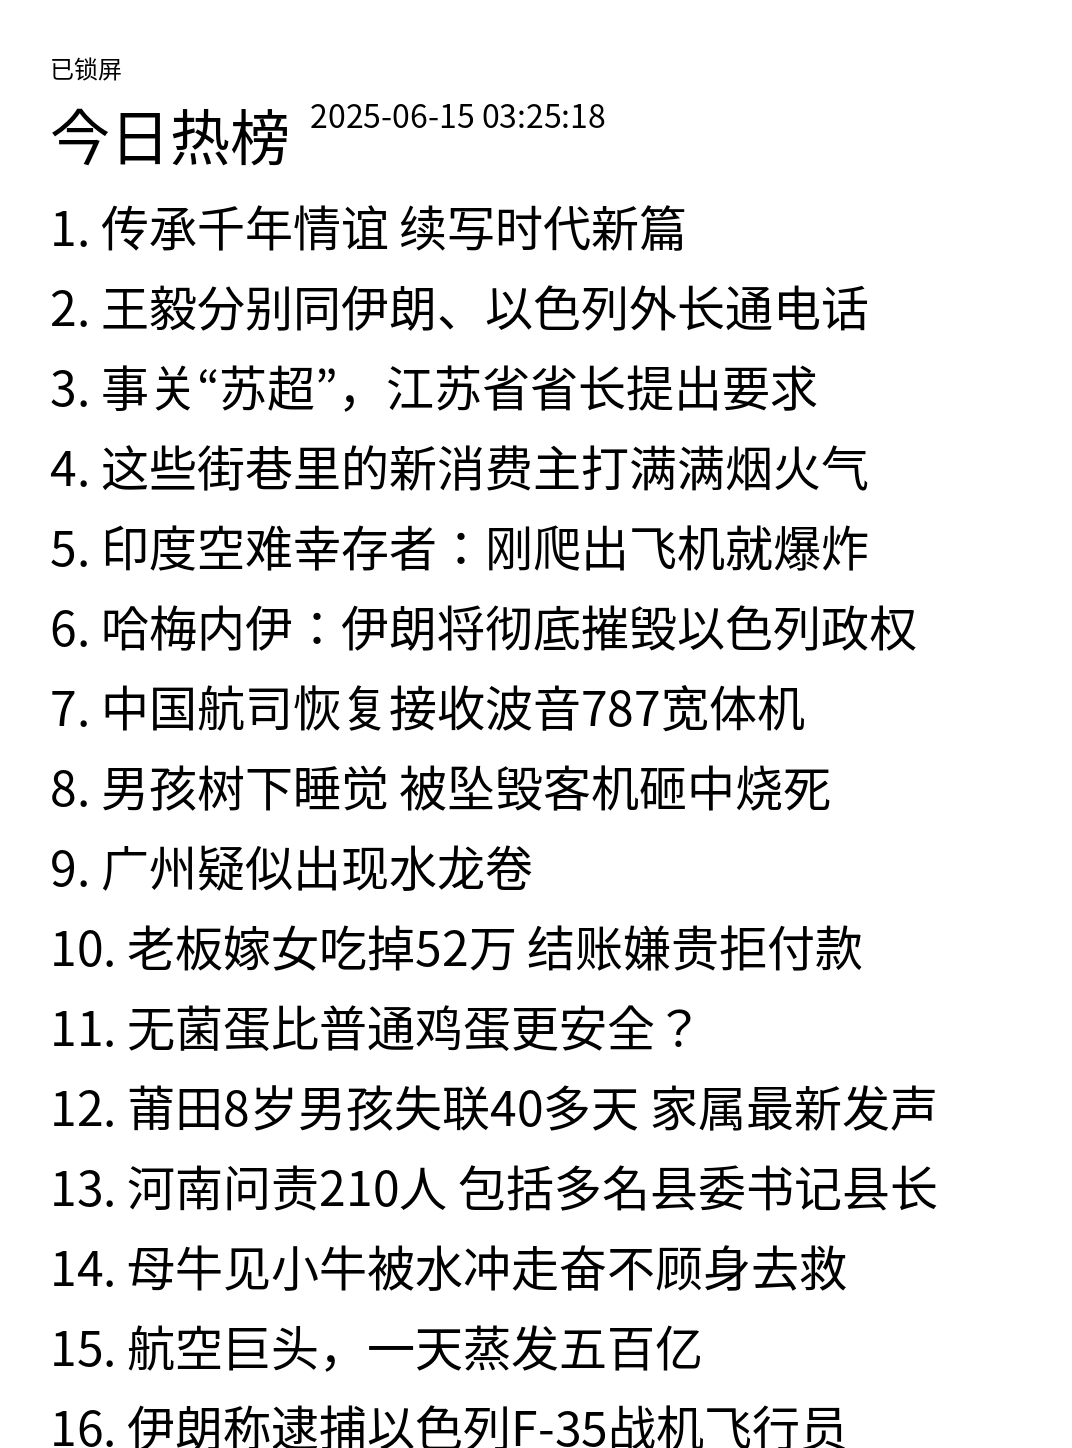 已锁屏
今日热榜 2025-06-15 03:25:18
1. 传承千年情谊 续写时代新篇
2. 王毅分别同伊朗、以色列外长通电话
3. 事关“苏超”，江苏省省长提出要求
4. 这些街巷里的新消费主打满满烟火气
5. 印度空难幸存者：刚爬出飞机就爆炸
6. 哈梅内伊：伊朗将彻底摧毁以色列政权
7. 中国航司恢复接收波音787宽体机
8. 男孩树下睡觉 被坠毁客机砸中烧死
9. 广州疑似出现水龙卷
10. 老板嫁女吃掉52万 结账嫌贵拒付款
11. 无菌蛋比普通鸡蛋更安全？
12. 莆田8岁男孩失联40多天 家属最新发声
13. 河南问责210人 包括多名县委书记县长
14. 母牛见小牛被水冲走奋不顾身去救
15. 航空巨头，一天蒸发五百亿
16. 伊朗称逮捕以色列F-35战机飞行员